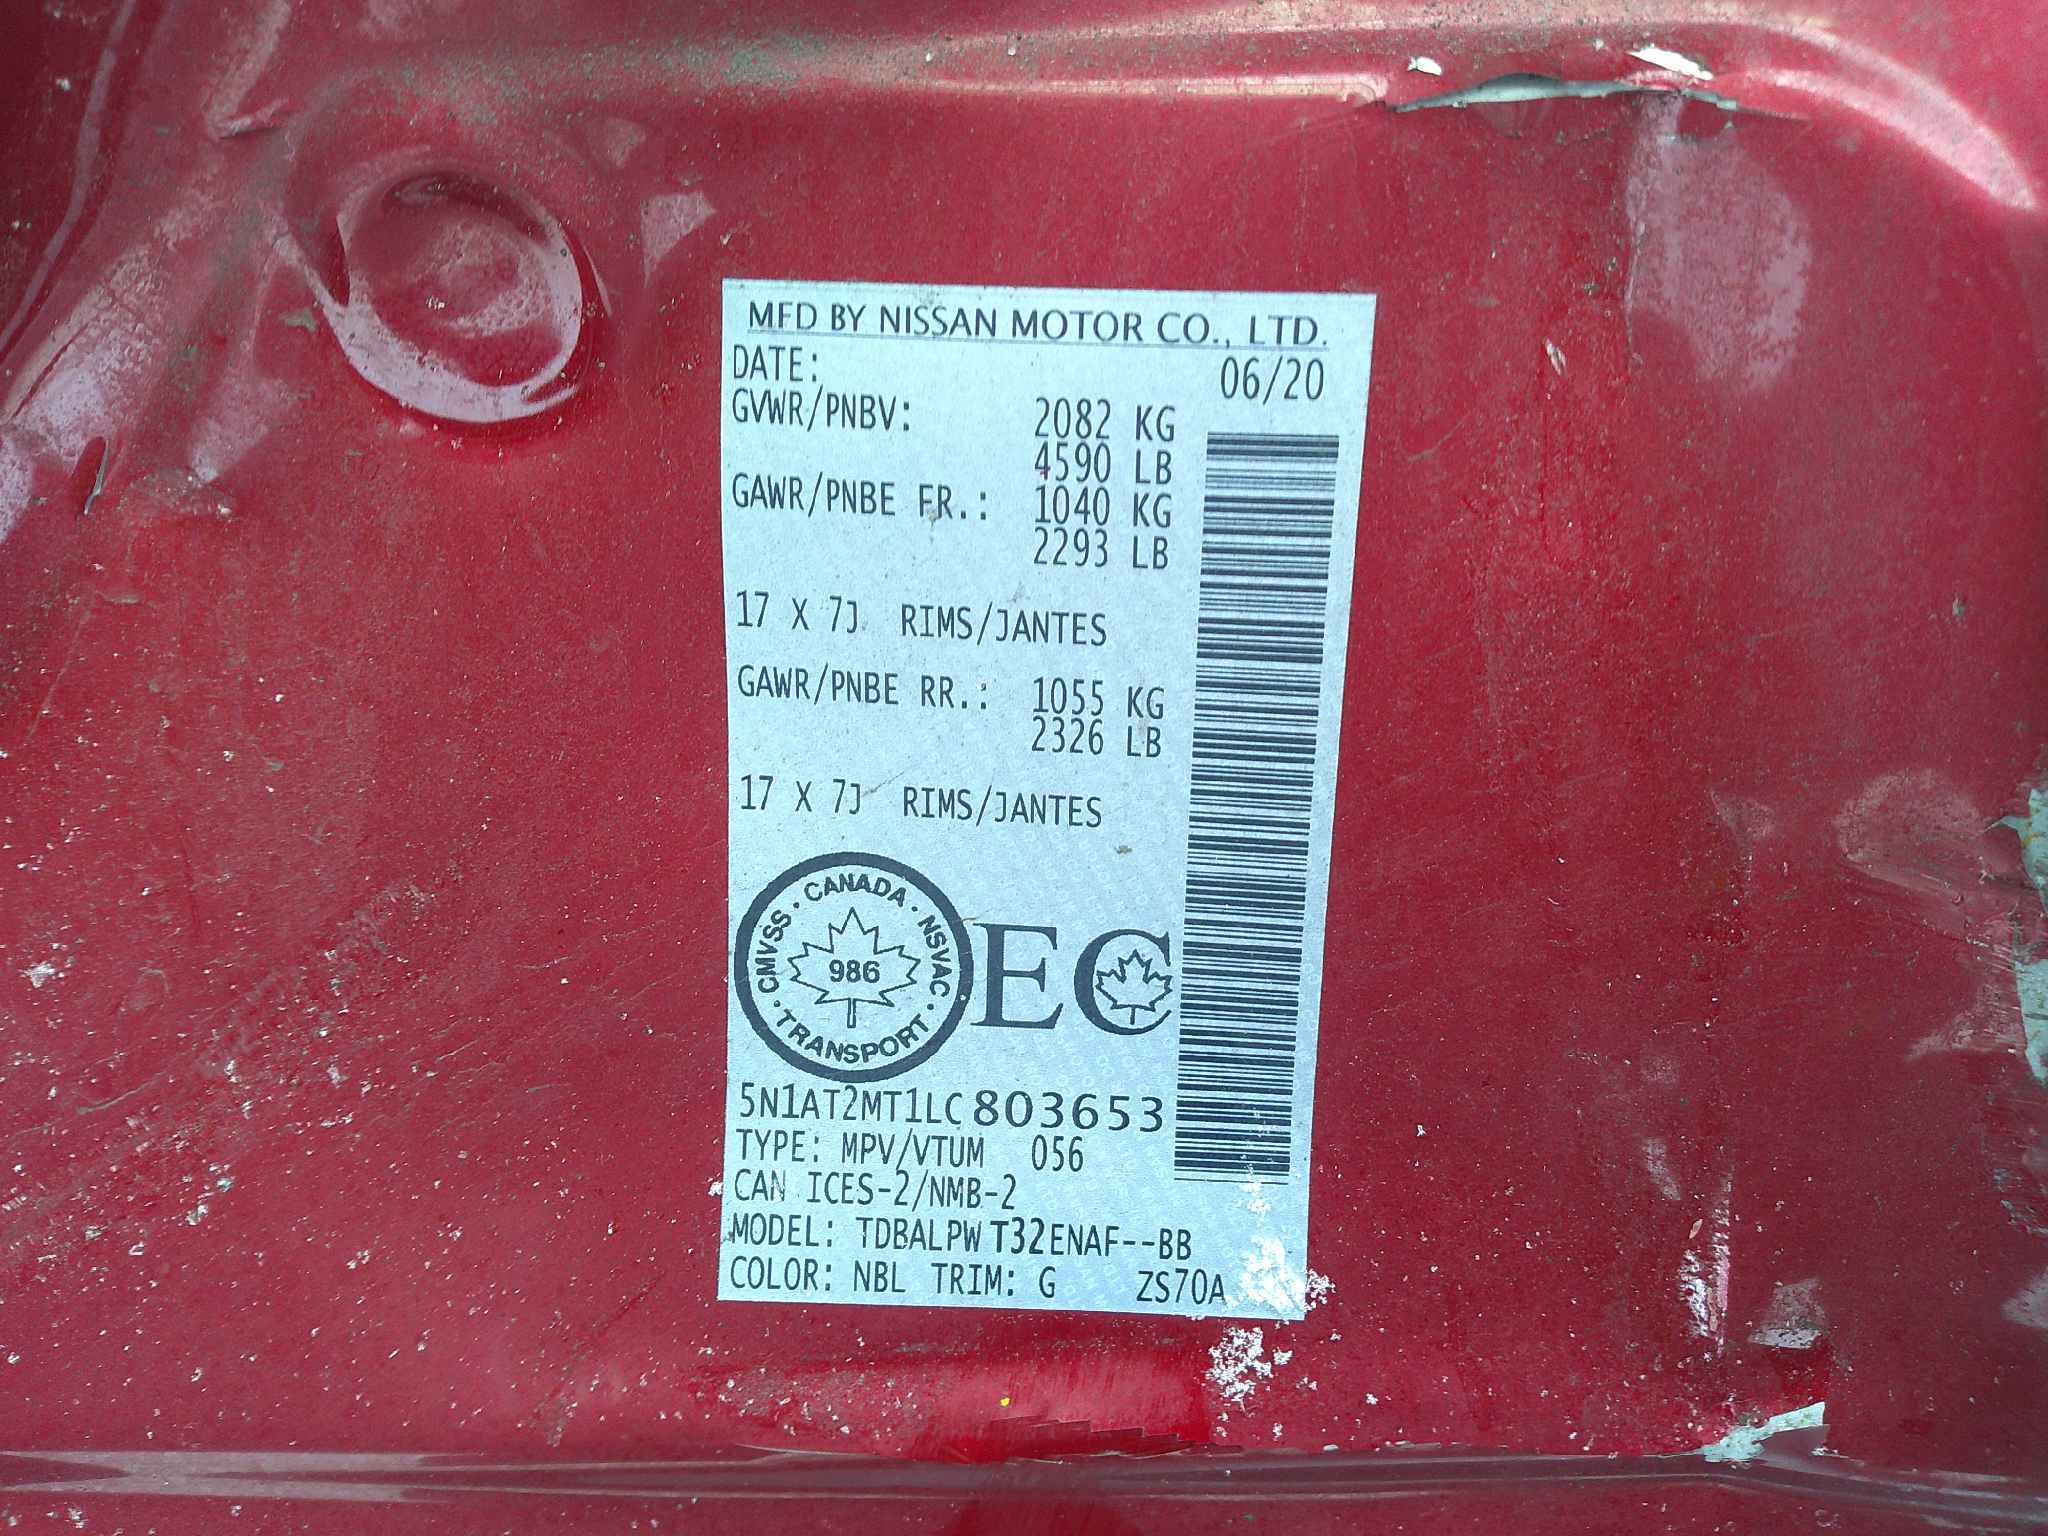 MFD BY NISSAN MOTOR CO., LTD.
DATE: 06/20
GVWR/PNBV: 2082 KG
4590 LB
GAWR/PNBE FR.: 1040 KG
2293 LB
17 X 7J RIMS/JANTES
GAWR/PNBE RR.: 1055 KG
2326 LB
17 X 7J RIMS/JANTES
CMVSS · CANADA · NSVAC · TRANSPORT ·
986
EC
5N1AT2MT1LC803653
TYPE: MPV/VTUM 056
CAN ICES-2/NMB-2
MODEL: TDBALPW T32ENAF--BB
COLOR: NBL TRIM: G ZS70A